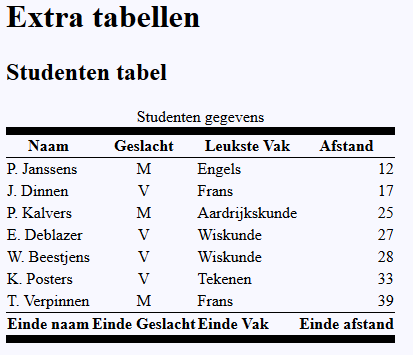 Extra tabellen
Studenten tabel
Studenten gegevens
Naam Geslacht Leukste Vak Afstand
P. Janssens M Engels 12
J. Dinnen V Frans 17
P. Kalvers M Aardrijkskunde 25
E. Deblazer V Wiskunde 27
W. Beestjens V Wiskunde 28
K. Posters V Tekenen 33
T. Verpinnen M Frans 39
Einde naam Einde Geslacht Einde Vak Einde afstand